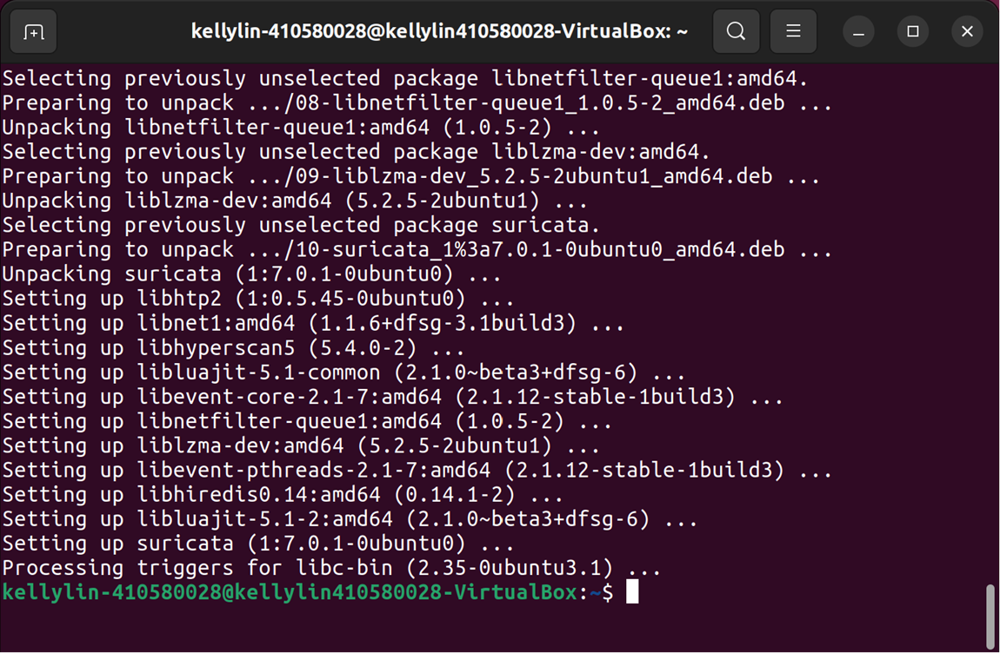 kellylin-410580028@kellylin410580028-VirtualBox: ~
Selecting previously unselected package libnetfilter-queue1:amd64.
Preparing to unpack .../08-libnetfilter-queue1_1.0.5-2_amd64.deb ...
Unpacking libnetfilter-queue1:amd64 (1.0.5-2) ...
Selecting previously unselected package liblzma-dev:amd64.
Preparing to unpack .../09-liblzma-dev_5.2.5-2ubuntu1_amd64.deb ...
Unpacking liblzma-dev:amd64 (5.2.5-2ubuntu1) ...
Selecting previously unselected package suricata.
Preparing to unpack .../10-suricata_1%3a7.0.1-0ubuntu0_amd64.deb ...
Unpacking suricata (1:7.0.1-0ubuntu0) ...
Setting up libhtp2 (1:0.5.45-0ubuntu0) ...
Setting up libnet1:amd64 (1.1.6+dfsg-3.1build3) ...
Setting up libhyperscan5 (5.4.0-2) ...
Setting up libluajit-5.1-common (2.1.0~beta3+dfsg-6) ...
Setting up libevent-core-2.1-7:amd64 (2.1.12-stable-1build3) ...
Setting up libnetfilter-queue1:amd64 (1.0.5-2) ...
Setting up liblzma-dev:amd64 (5.2.5-2ubuntu1) ...
Setting up libevent-pthreads-2.1-7:amd64 (2.1.12-stable-1build3) ...
Setting up libhiredis0.14:amd64 (0.14.1-2) ...
Setting up libluajit-5.1-2:amd64 (2.1.0~beta3+dfsg-6) ...
Setting up suricata (1:7.0.1-0ubuntu0) ...
Processing triggers for libc-bin (2.35-0ubuntu3.1) ...
kellylin-410580028@kellylin410580028-VirtualBox:~$